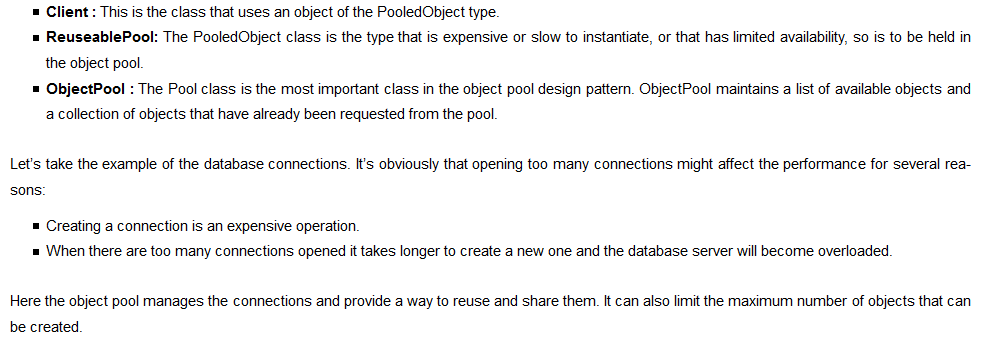 ▪ Client : This is the class that uses an object of the PooledObject type.
▪ ReuseablePool: The PooledObject class is the type that is expensive or slow to instantiate, or that has limited availability, so is to be held in
the object pool.
▪ ObjectPool : The Pool class is the most important class in the object pool design pattern. ObjectPool maintains a list of available objects and
a collection of objects that have already been requested from the pool.
Let's take the example of the database connections. It's obviously that opening too many connections might affect the performance for several rea-
sons:
▪ Creating a connection is an expensive operation.
▪ When there are too many connections opened it takes longer to create a new one and the database server will become overloaded.
Here the object pool manages the connections and provide a way to reuse and share them. It can also limit the maximum number of objects that can
be created.